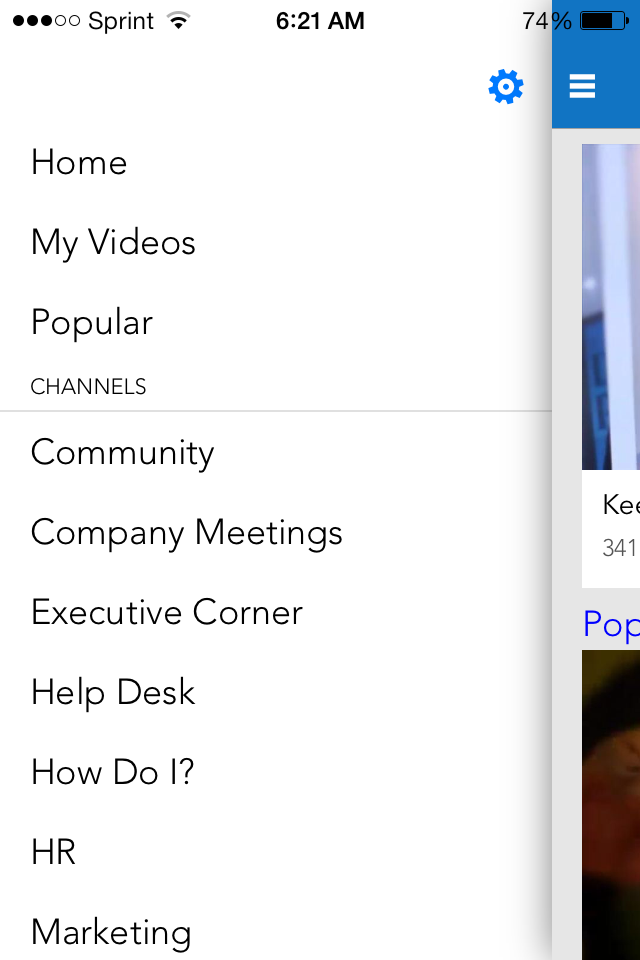 Sprint 6:21 AM 74%
Home
My Videos
Popular
CHANNELS
Community
Company Meetings
Executive Corner
Help Desk
How Do I?
HR
Marketing
Kee
341
Pop